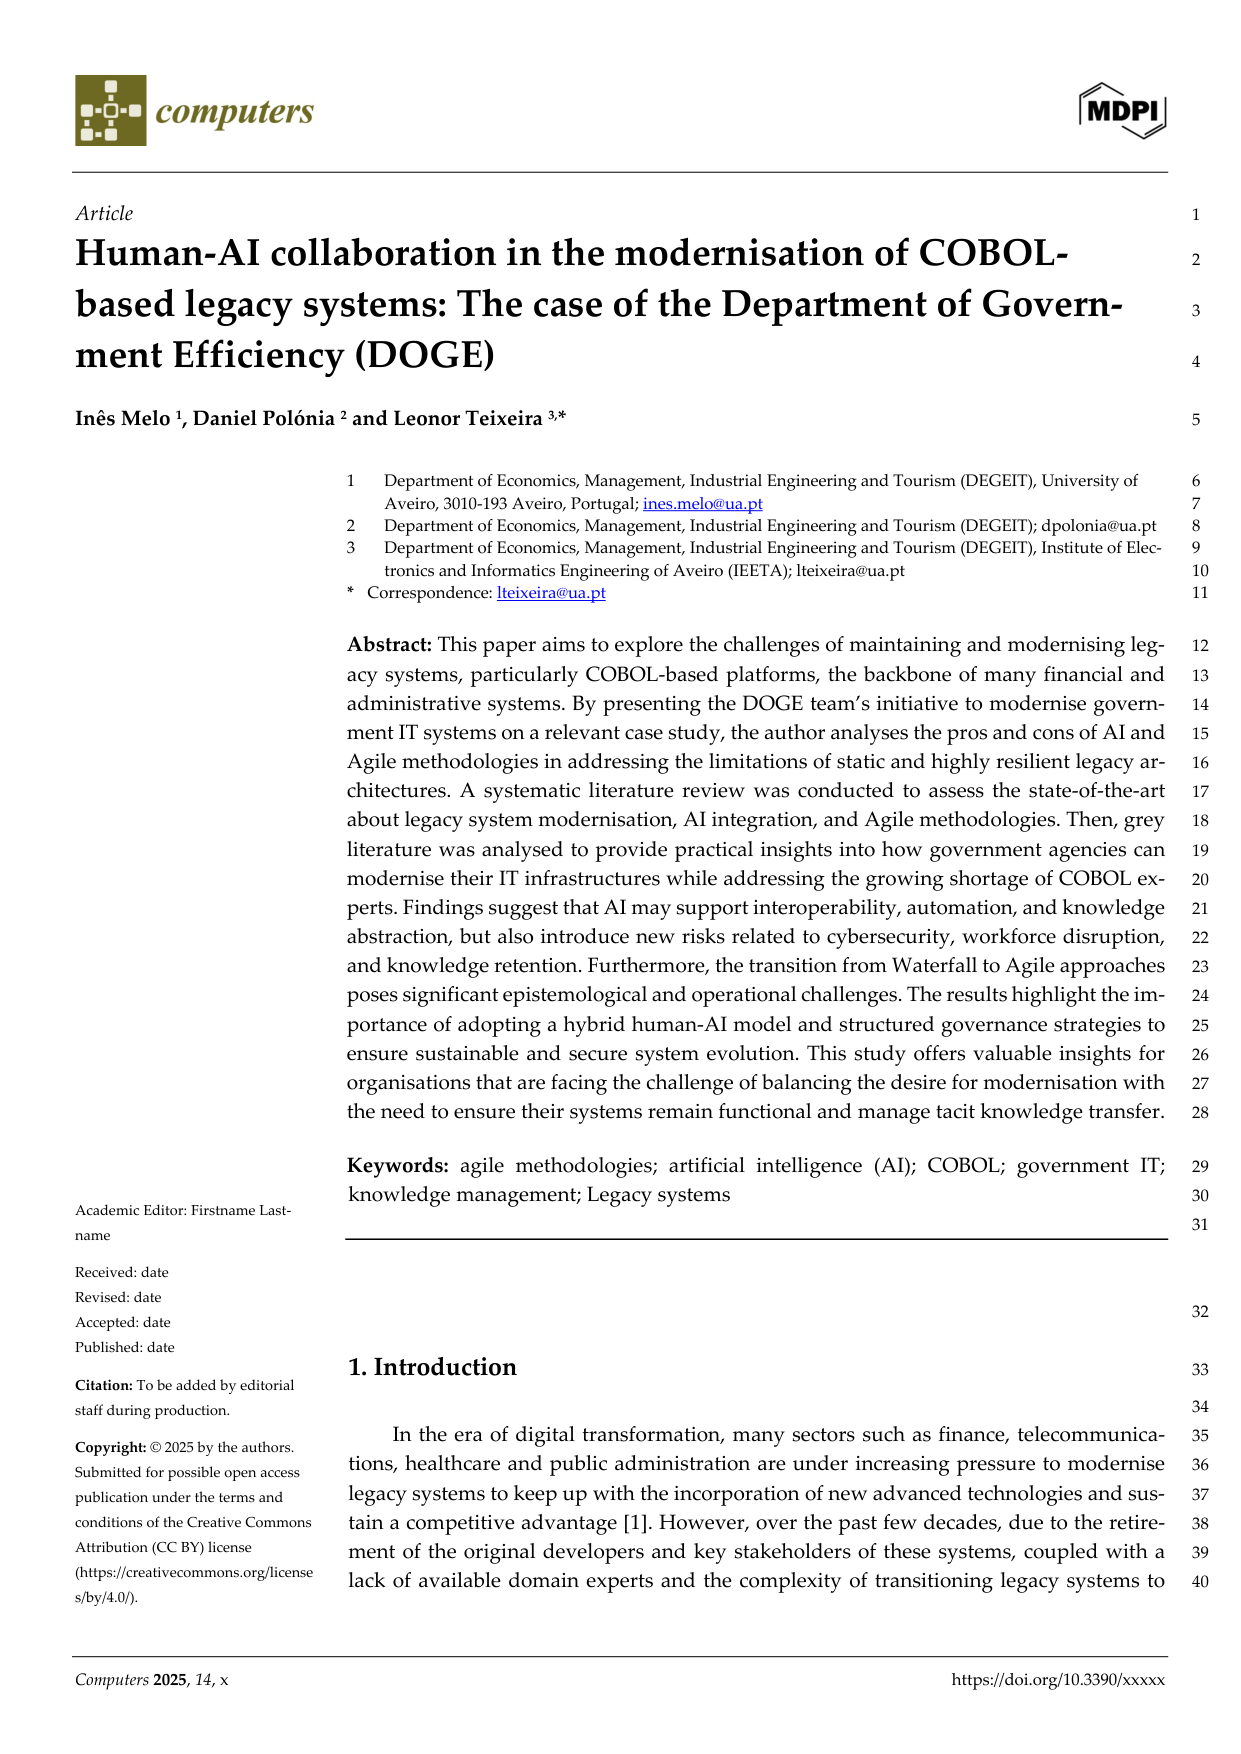 computers
MDPI
Article 1
Human-AI collaboration in the modernisation of COBOL- 2
based legacy systems: The case of the Department of Govern- 3
ment Efficiency (DOGE) 4
Inês Melo ¹, Daniel Polónia ² and Leonor Teixeira ³,* 5
1 Department of Economics, Management, Industrial Engineering and Tourism (DEGEIT), University of 6
Aveiro, 3010-193 Aveiro, Portugal; ines.melo@ua.pt 7
2 Department of Economics, Management, Industrial Engineering and Tourism (DEGEIT); dpolonia@ua.pt 8
3 Department of Economics, Management, Industrial Engineering and Tourism (DEGEIT), Institute of Elec- 9
tronics and Informatics Engineering of Aveiro (IEETA); lteixeira@ua.pt 10
* Correspondence: lteixeira@ua.pt 11
Abstract: This paper aims to explore the challenges of maintaining and modernising leg- 12
acy systems, particularly COBOL-based platforms, the backbone of many financial and 13
administrative systems. By presenting the DOGE team’s initiative to modernise govern- 14
ment IT systems on a relevant case study, the author analyses the pros and cons of AI and 15
Agile methodologies in addressing the limitations of static and highly resilient legacy ar- 16
chitectures. A systematic literature review was conducted to assess the state-of-the-art 17
about legacy system modernisation, AI integration, and Agile methodologies. Then, grey 18
literature was analysed to provide practical insights into how government agencies can 19
modernise their IT infrastructures while addressing the growing shortage of COBOL ex- 20
perts. Findings suggest that AI may support interoperability, automation, and knowledge 21
abstraction, but also introduce new risks related to cybersecurity, workforce disruption, 22
and knowledge retention. Furthermore, the transition from Waterfall to Agile approaches 23
poses significant epistemological and operational challenges. The results highlight the im- 24
portance of adopting a hybrid human-AI model and structured governance strategies to 25
ensure sustainable and secure system evolution. This study offers valuable insights for 26
organisations that are facing the challenge of balancing the desire for modernisation with 27
the need to ensure their systems remain functional and manage tacit knowledge transfer. 28
Keywords: agile methodologies; artificial intelligence (AI); COBOL; government IT; 29
knowledge management; Legacy systems 30
31
Academic Editor: Firstname Last-
name
Received: date
Revised: date
Accepted: date
Published: date
Citation: To be added by editorial
staff during production.
Copyright: © 2025 by the authors.
Submitted for possible open access
publication under the terms and
conditions of the Creative Commons
Attribution (CC BY) license
(https://creativecommons.org/license
s/by/4.0/).
32
1. Introduction 33
34
In the era of digital transformation, many sectors such as finance, telecommunica- 35
tions, healthcare and public administration are under increasing pressure to modernise 36
legacy systems to keep up with the incorporation of new advanced technologies and sus- 37
tain a competitive advantage [1]. However, over the past few decades, due to the retire- 38
ment of the original developers and key stakeholders of these systems, coupled with a 39
lack of available domain experts and the complexity of transitioning legacy systems to 40
Computers 2025, 14, x
https://doi.org/10.3390/xxxxx